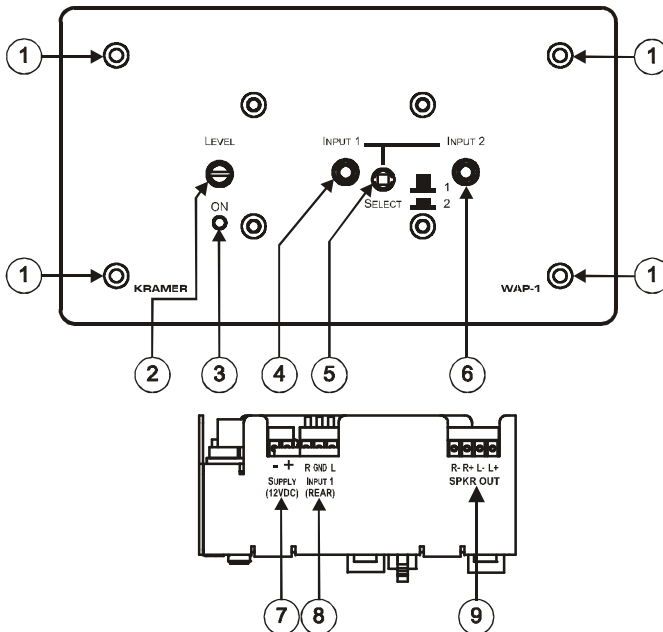 1
1
LEVEL
INPUT 1
INPUT 2
1
SELECT
2
ON
1
1
KRAMER
WAP-1
2
3
4
5
6
- +
R GND L
R- R+ L- L+
SUPPLY
(12VDC)
INPUT 1
(REAR)
SPKR OUT
7
8
9